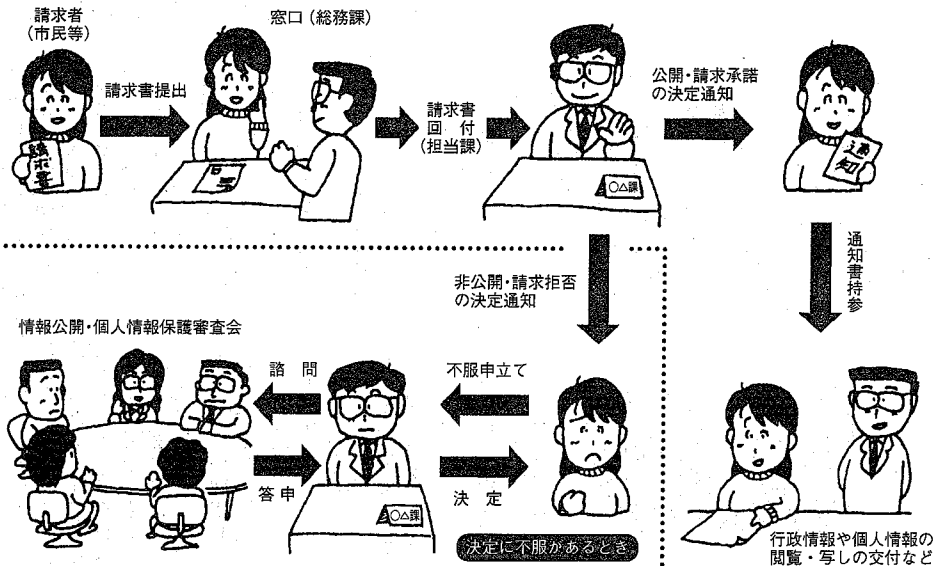 請求者
(市民等)
請求書
請求書提出
窓口(総務課)
請求書
回付
(担当課)
○△課
公開・請求承諾
の決定通知
通知
通知書持参
行政情報や個人情報の
閲覧・写しの交付など
非公開・請求拒否
の決定通知
不服申立て
諮問
情報公開・個人情報保護審査会
答申
○△課
決定
決定に不服があるとき